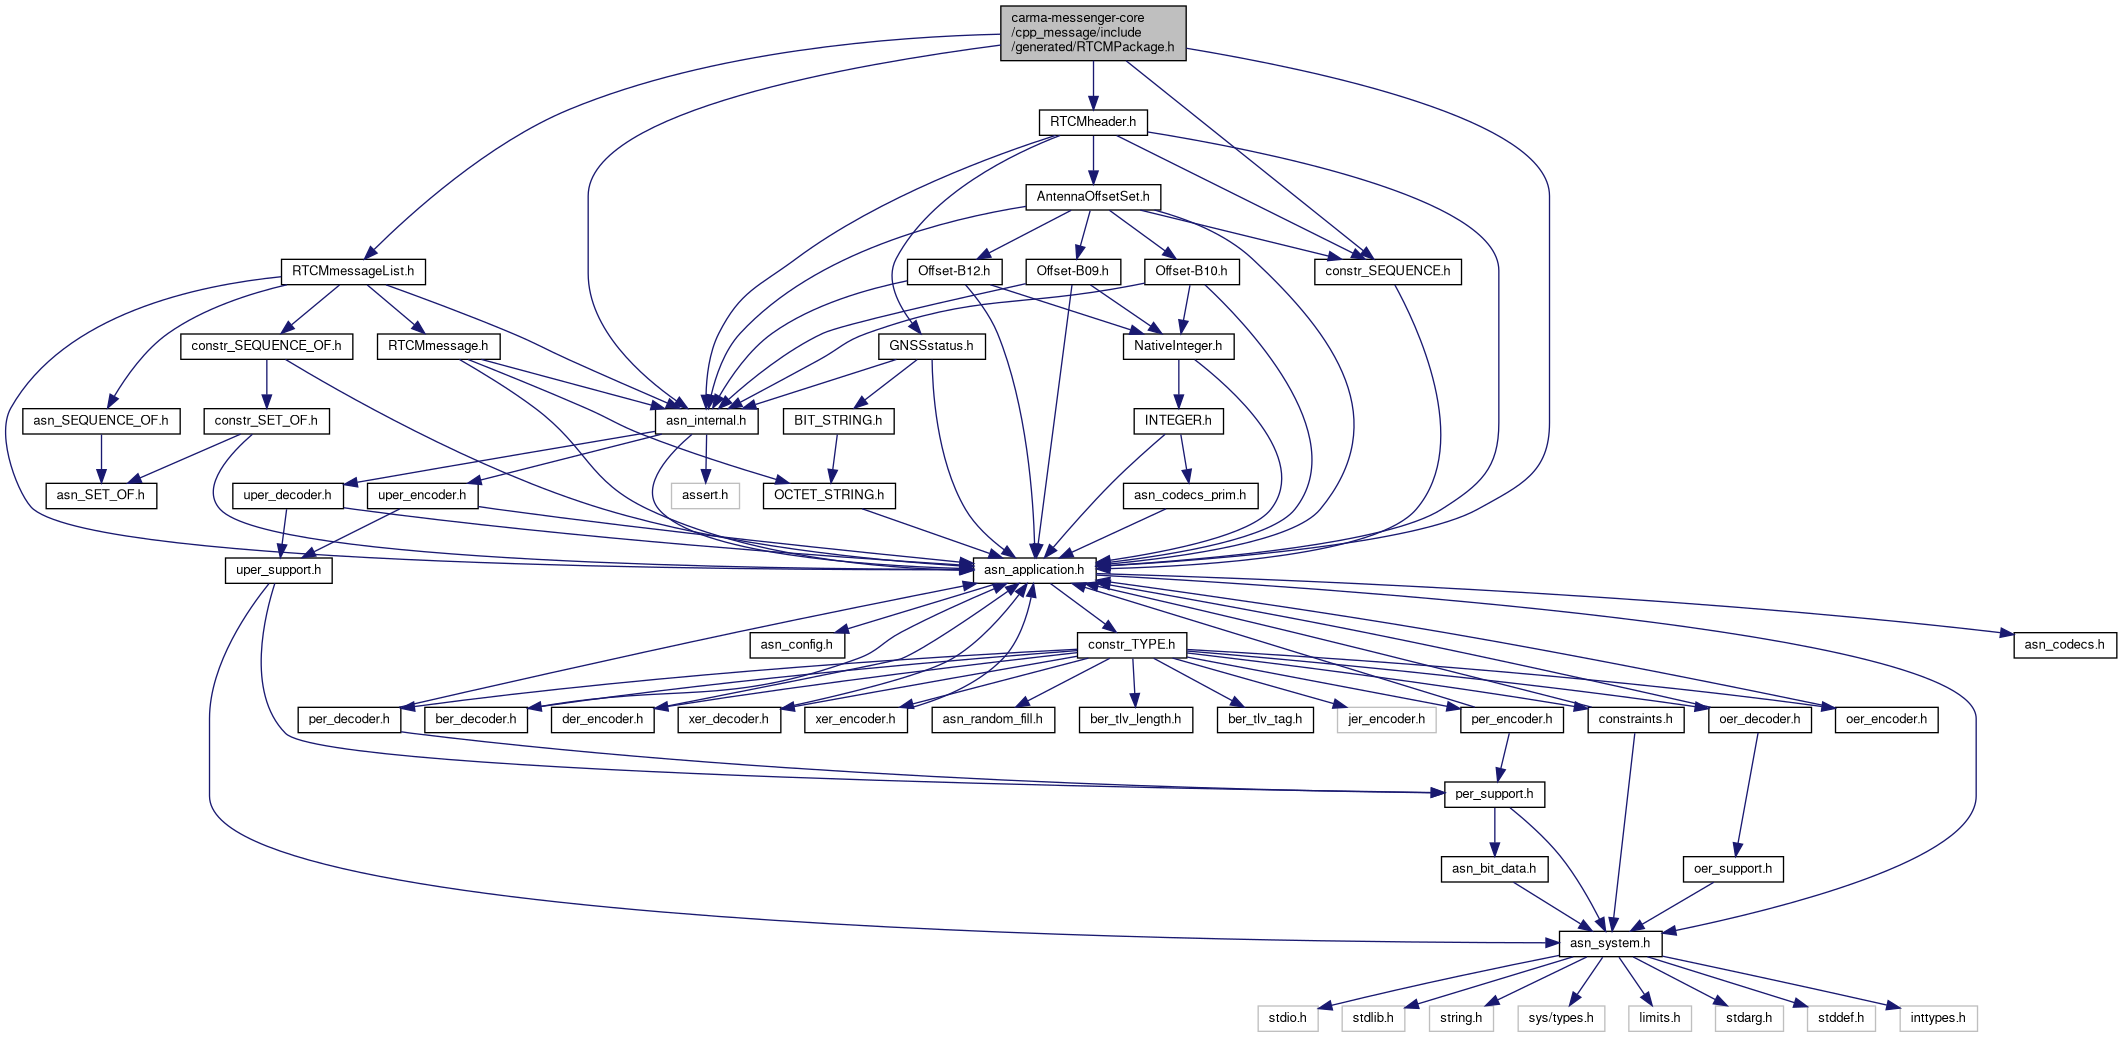 carma-messenger-core
/cpp_message/include
/generated/RTCMPackage.h
RTCMheader.h
AntennaOffsetSet.h
RTCMmessageList.h
Offset-B12.h
Offset-B09.h
Offset-B10.h
constr_SEQUENCE.h
constr_SEQUENCE_OF.h
RTCMmessage.h
GNSSstatus.h
NativeInteger.h
asn_SEQUENCE_OF.h
constr_SET_OF.h
asn_internal.h
BIT_STRING.h
INTEGER.h
asn_SET_OF.h
uper_decoder.h
uper_encoder.h
assert.h
OCTET_STRING.h
asn_codecs_prim.h
uper_support.h
asn_application.h
asn_config.h
constr_TYPE.h
asn_codecs.h
per_decoder.h
ber_decoder.h
der_encoder.h
xer_decoder.h
xer_encoder.h
asn_random_fill.h
ber_tlv_length.h
ber_tlv_tag.h
jer_encoder.h
per_encoder.h
constraints.h
oer_decoder.h
oer_encoder.h
per_support.h
asn_bit_data.h
oer_support.h
asn_system.h
stdio.h
stdlib.h
string.h
sys/types.h
limits.h
stdarg.h
stddef.h
inttypes.h